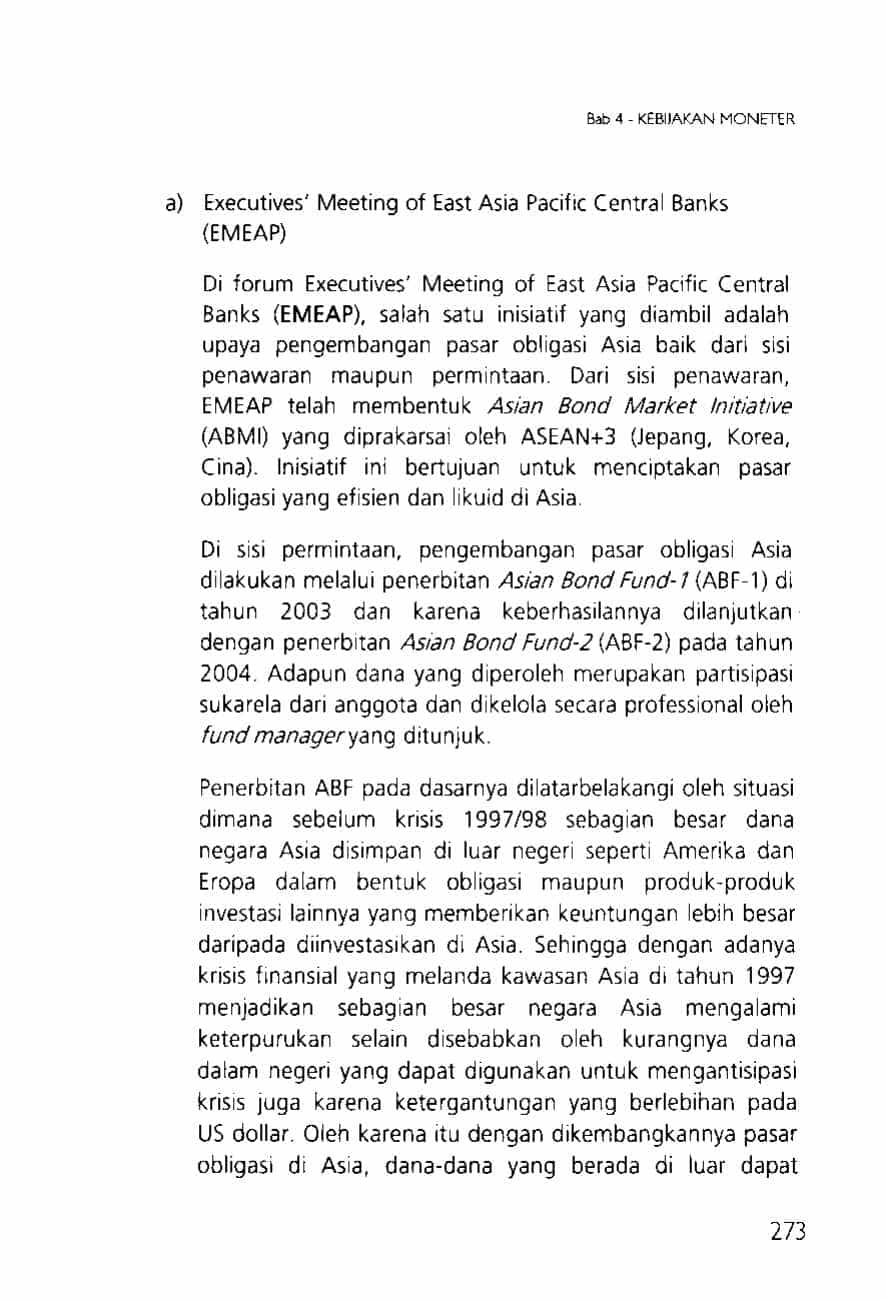 Bab 4 - KEBIJAKAN MONETER
a) Executives' Meeting of East Asia Pacific Central Banks
(EMEAP)
Di forum Executives' Meeting of East Asia Pacific Central
Banks (EMEAP), salah satu inisiatif yang diambil adalah
upaya pengembangan pasar obligasi Asia baik dari sisi
penawaran maupun permintaan. Dari sisi penawaran,
EMEAP telah membentuk Asian Bond Market Initiative
(ABMI) yang diprakarsai oleh ASEAN+3 (Jepang, Korea,
Cina). Inisiatif ini bertujuan untuk menciptakan pasar
obligasi yang efisien dan likuid di Asia.
Di sisi permintaan, pengembangan pasar obligasi Asia
dilakukan melalui penerbitan Asian Bond Fund-1 (ABF-1) di
tahun 2003 dan karena keberhasilannya dilanjutkan
dengan penerbitan Asian Bond Fund-2 (ABF-2) pada tahun
2004. Adapun dana yang diperoleh merupakan partisipasi
sukarela dari anggota dan dikelola secara professional oleh
fund manager yang ditunjuk.
Penerbitan ABF pada dasarnya dilatarbelakangi oleh situasi
dimana sebelum krisis 1997/98 sebagian besar dana
negara Asia disimpan di luar negeri seperti Amerika dan
Eropa dalam bentuk obligasi maupun produk-produk
investasi lainnya yang memberikan keuntungan lebih besar
daripada diinvestasikan di Asia. Sehingga dengan adanya
krisis finansial yang melanda kawasan Asia di tahun 1997
menjadikan sebagian besar negara Asia mengalami
keterpurukan selain disebabkan oleh kurangnya dana
dalam negeri yang dapat digunakan untuk mengantisipasi
krisis juga karena ketergantungan yang berlebihan pada
US dollar. Oleh karena itu dengan dikembangkannya pasar
obligasi di Asia, dana-dana yang berada di luar dapat
273